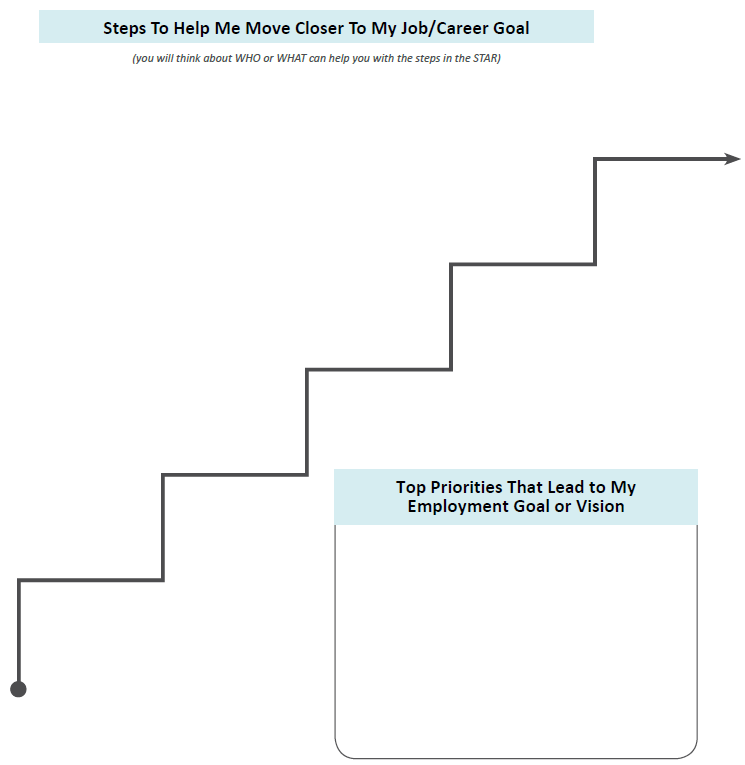 Steps To Help Me Move Closer To My Job/Career Goal
(you will think about WHO or WHAT can help you with the steps in the STAR)
Top Priorities That Lead to My
Employment Goal or Vision